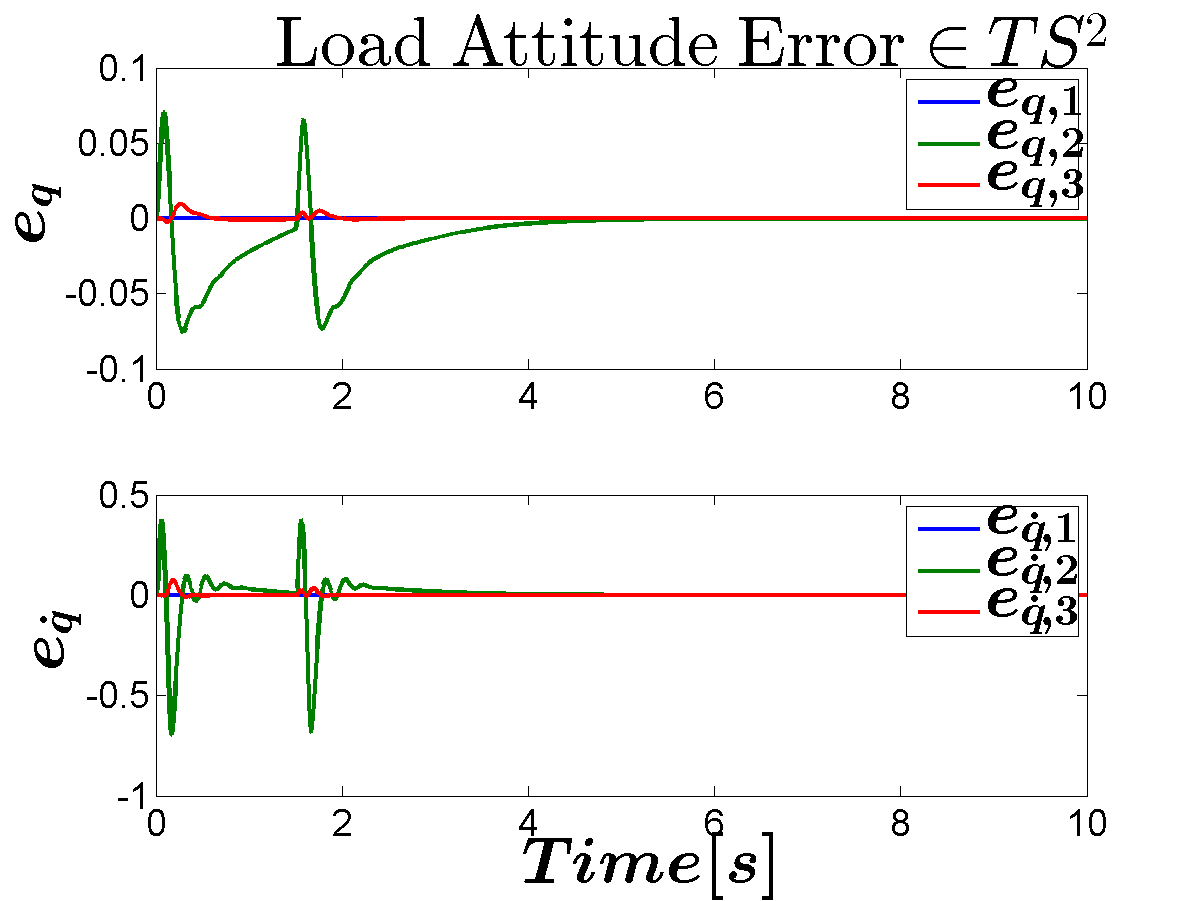 Load Attitude Error ∈ TS²
0.1
0.05
0
-0.05
-0.1
e_q
e_{q,1}
e_{q,2}
e_{q,3}
0 2 4 6 8 10
0.5
0
-0.5
-1
e_q̇
e_{q̇,1}
e_{q̇,2}
e_{q̇,3}
0 2 4 6 8 10
Time[s]